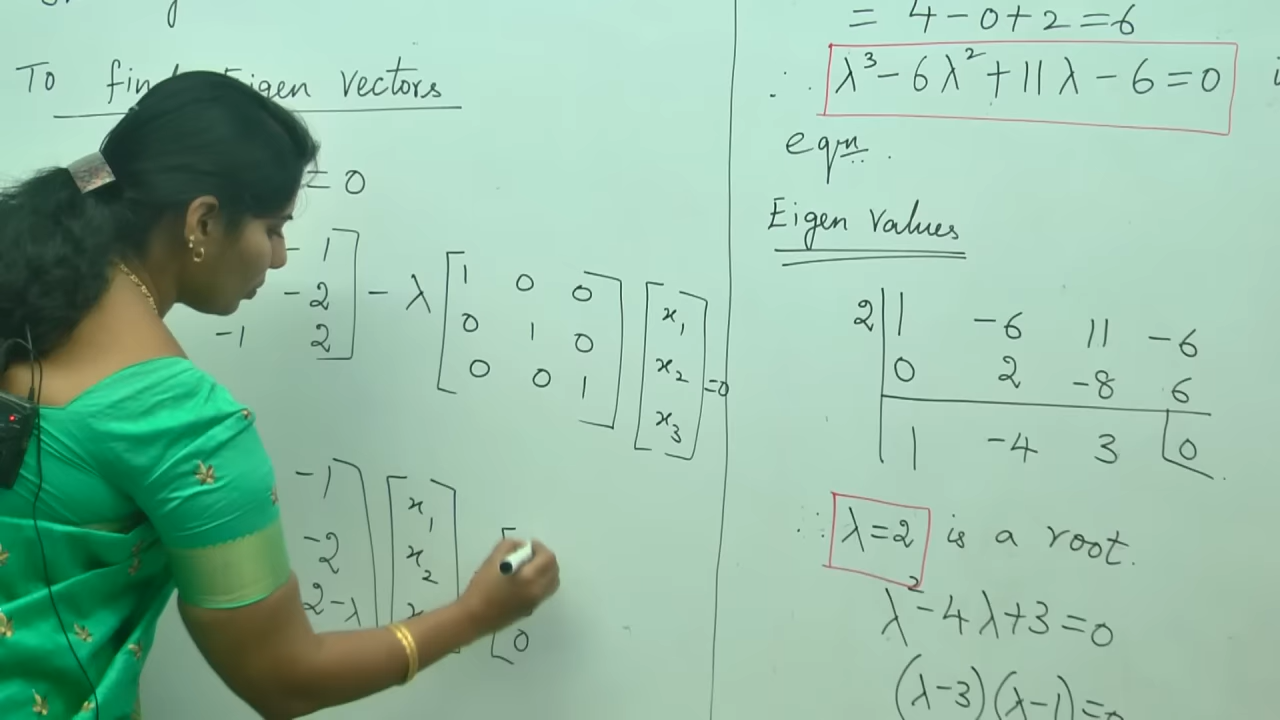 To find Eigen Vectors
= 0
- 1
- 2
-1 2
- λ
1 0 0
0 1 0
0 0 1
x₁
x₂
x₃
=0
-1
-2
2-λ
x₁
x₂
0
= 4-0+2 =6
∴ λ³-6λ²+11λ-6=0
eqn.
Eigen Values
2 | 1 -6 11 -6
0 2 -8 6
1 -4 3 0
∴ λ=2 is a root.
λ²-4λ+3=0
(λ-3)(λ-1)=0